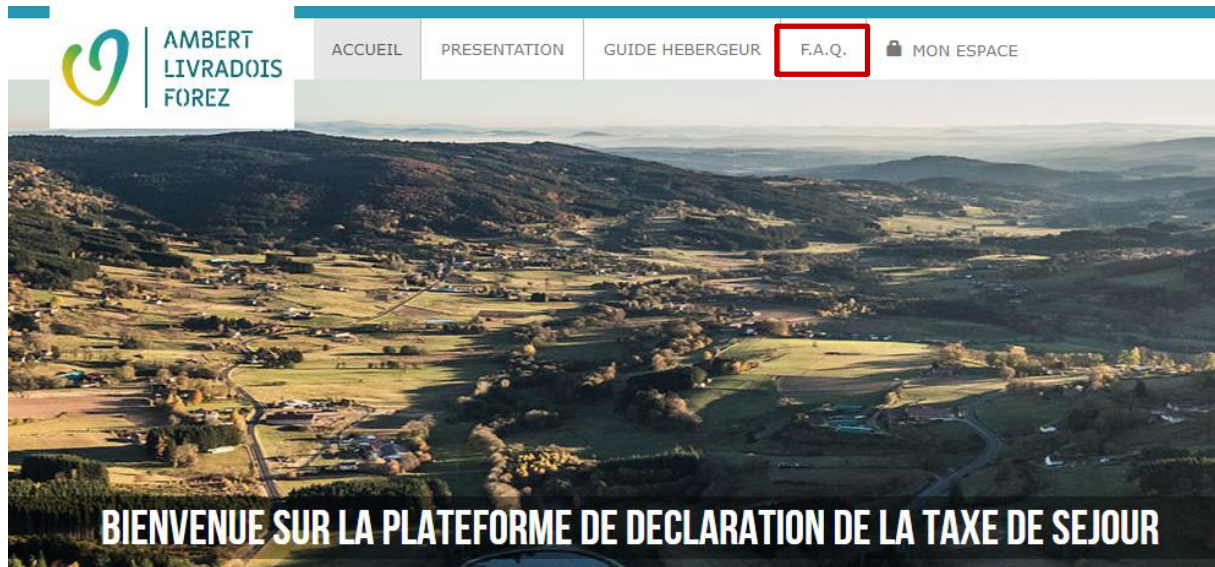 AMBERT
LIVRADOIS
FOREZ
ACCUEIL
PRESENTATION
GUIDE HEBERGEUR
F.A.Q.
MON ESPACE
BIENVENUE SUR LA PLATEFORME DE DECLARATION DE LA TAXE DE SEJOUR